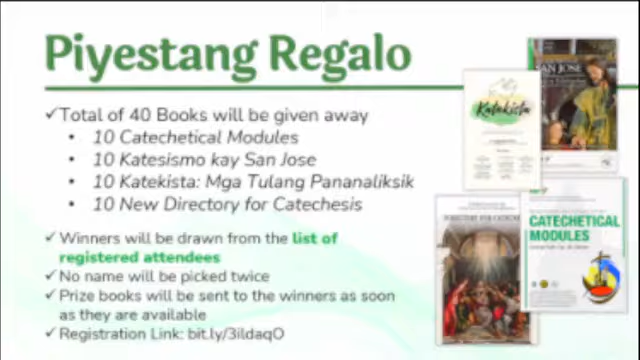 Piyestang Regalo
✓Total of 40 Books will be given away
• 10 Catechetical Modules
• 10 Katesismo kay San Jose
• 10 Katekista: Mga Tulang Pananaliksik
• 10 New Directory for Catechesis
✓Winners will be drawn from the list of
registered attendees
✓No name will be picked twice
✓Prize books will be sent to the winners as soon
as they are available
✓Registration Link: bit.ly/3ildaqO
SAN JOSE
Katekista
DIRECTORY FOR CATECHESIS
CATECHETICAL
MODULES